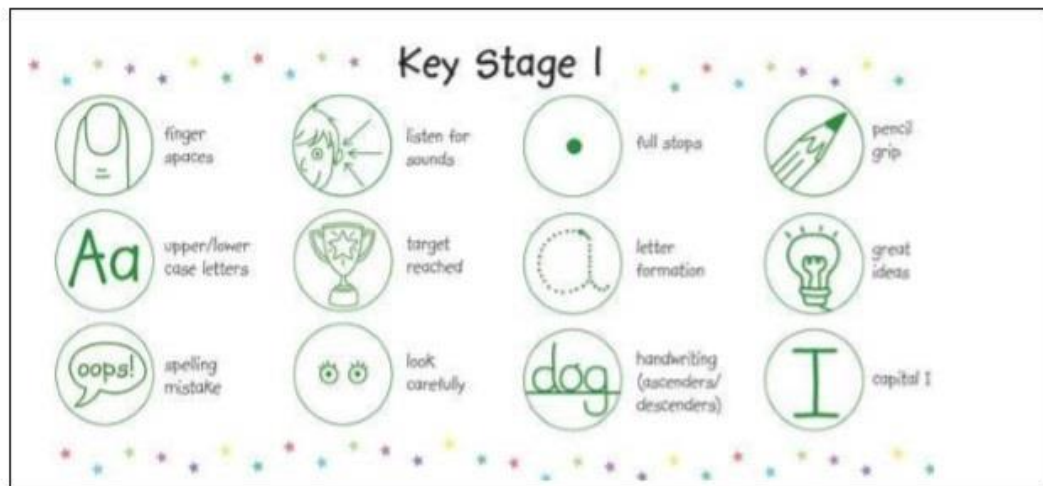 Key Stage 1
finger
spaces
listen for
sounds
full stops
pencil
grip
Aa
upper/lower
case letters
target
reached
a
letter
formation
great
ideas
oops!
spelling
mistake
look
carefully
dog
handwriting
(ascenders/
descenders)
I
capital I